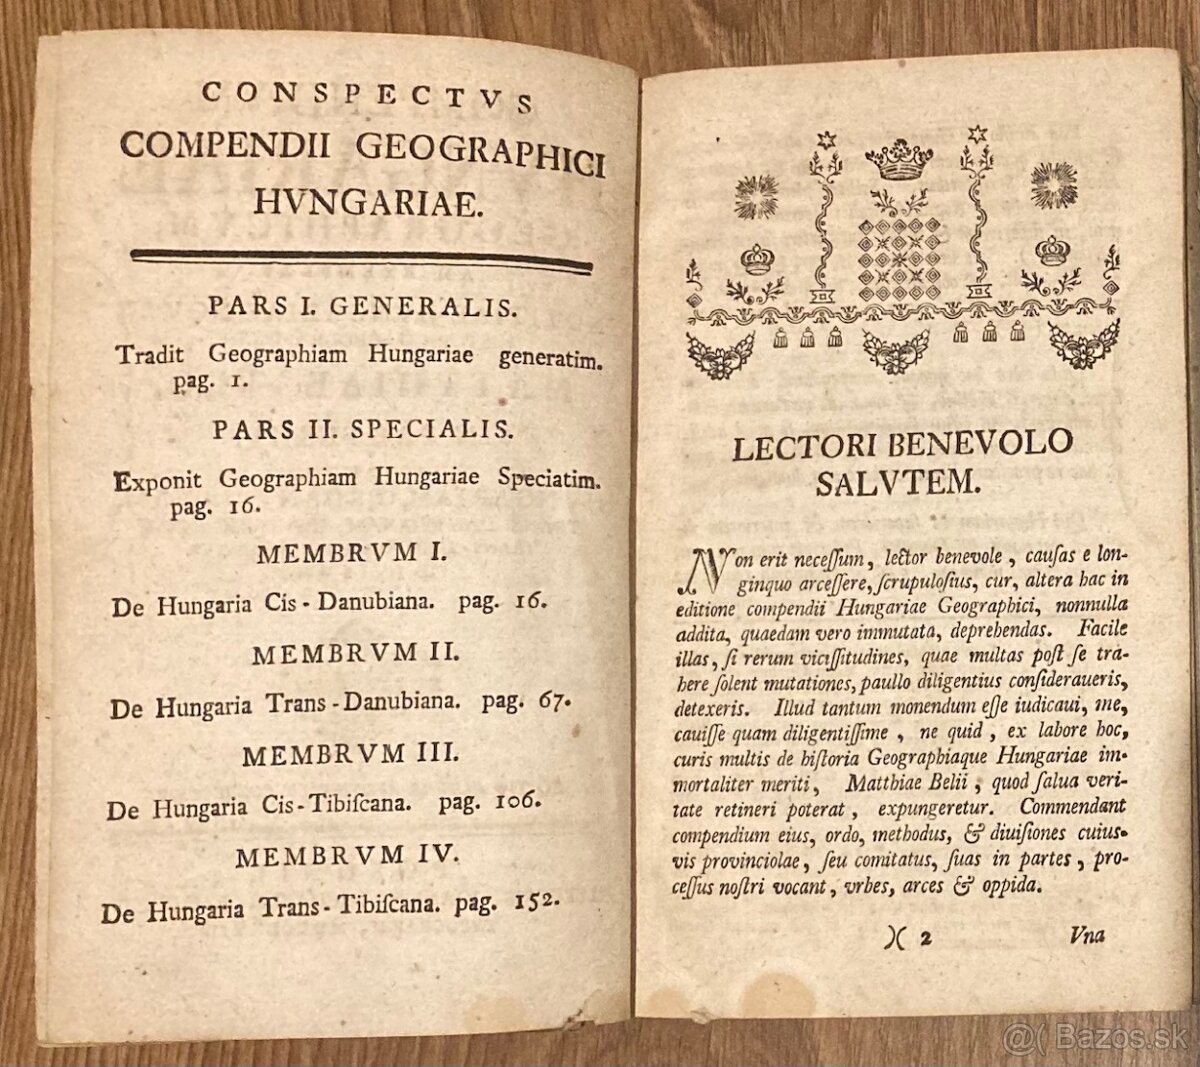 CONSPECTVS
COMPENDII GEOGRAPHICI
HVNGARIAE.
PARS I. GENERALIS.
Tradit Geographiam Hungariae generatim.
pag. 1.
PARS II. SPECIALIS.
Exponit Geographiam Hungariae Speciatim.
pag. 16.
MEMBRVM I.
De Hungaria Cis-Danubiana. pag. 16.
MEMBRVM II.
De Hungaria Trans-Danubiana. pag. 67.
MEMBRVM III.
De Hungaria Cis-Tibiſcana. pag. 106.
MEMBRVM IV.
De Hungaria Trans-Tibiſcana. pag. 152.
LECTORI BENEVOLO
SALVTEM.
Non erit neceſſum, lector benevole, cauſas e lon-
ginquo arceſſere, ſcrupuloſius, cur, altera hac in
editione compendii Hungariae Geographici, nonnulla
addita, quaedam vero immutata, deprehendas. Facile
illas, ſi rerum viciſſitudines, quae multas poſt ſe tra-
here ſolent mutationes, paullo diligentius conſideraueris,
detexeris. Illud tantum monendum eſſe iudicaui, me,
cauiſſe quam diligentiſſime, ne quid, ex labore hoc,
curis multis de hiſtoria Geographiaque Hungariae im-
mortaliter meriti, Matthiae Belii, quod ſalua veri-
tate retineri poterat, expungeretur. Commendant
compendium eius, ordo, methodus, & diuiſiones cuius-
vis provinciolae, ſeu comitatus, ſuas in partes, pro-
ceſſus noſtri vocant, vrbes, arces & oppida.
)( 2 Vna
@( Bazos.sk